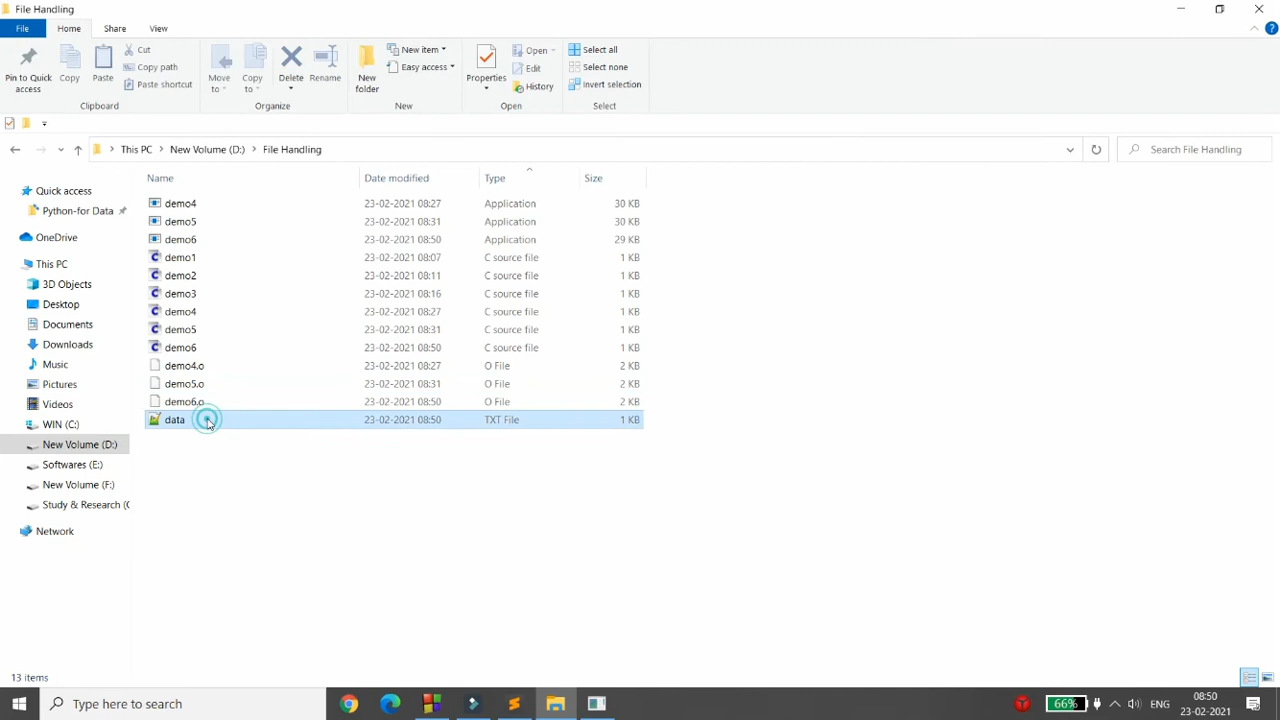 File Handling
File Home Share View
Pin to Quick access
Copy
Paste
Cut
Copy path
Paste shortcut
Clipboard
Move to
Copy to
Delete
Rename
Organize
New folder
New item
Easy access
New
Properties
Open
Edit
History
Open
Select all
Select none
Invert selection
Select
This PC New Volume (D:) File Handling
Search File Handling
Quick access
Python-for Data
OneDrive
This PC
3D Objects
Desktop
Documents
Downloads
Music
Pictures
Videos
WIN (C:)
New Volume (D:)
Softwares (E:)
New Volume (F:)
Study & Research (
Network
Name Date modified Type Size
demo4 23-02-2021 08:27 Application 30 KB
demo5 23-02-2021 08:31 Application 30 KB
demo6 23-02-2021 08:50 Application 29 KB
demo1 23-02-2021 08:07 C source file 1 KB
demo2 23-02-2021 08:11 C source file 1 KB
demo3 23-02-2021 08:16 C source file 1 KB
demo4 23-02-2021 08:27 C source file 1 KB
demo5 23-02-2021 08:31 C source file 1 KB
demo6 23-02-2021 08:50 C source file 1 KB
demo4.o 23-02-2021 08:27 O File 2 KB
demo5.o 23-02-2021 08:31 O File 2 KB
demo6.o 23-02-2021 08:50 O File 2 KB
data 23-02-2021 08:50 TXT File 1 KB
13 items
Type here to search
66%
ENG
08:50
23-02-2021